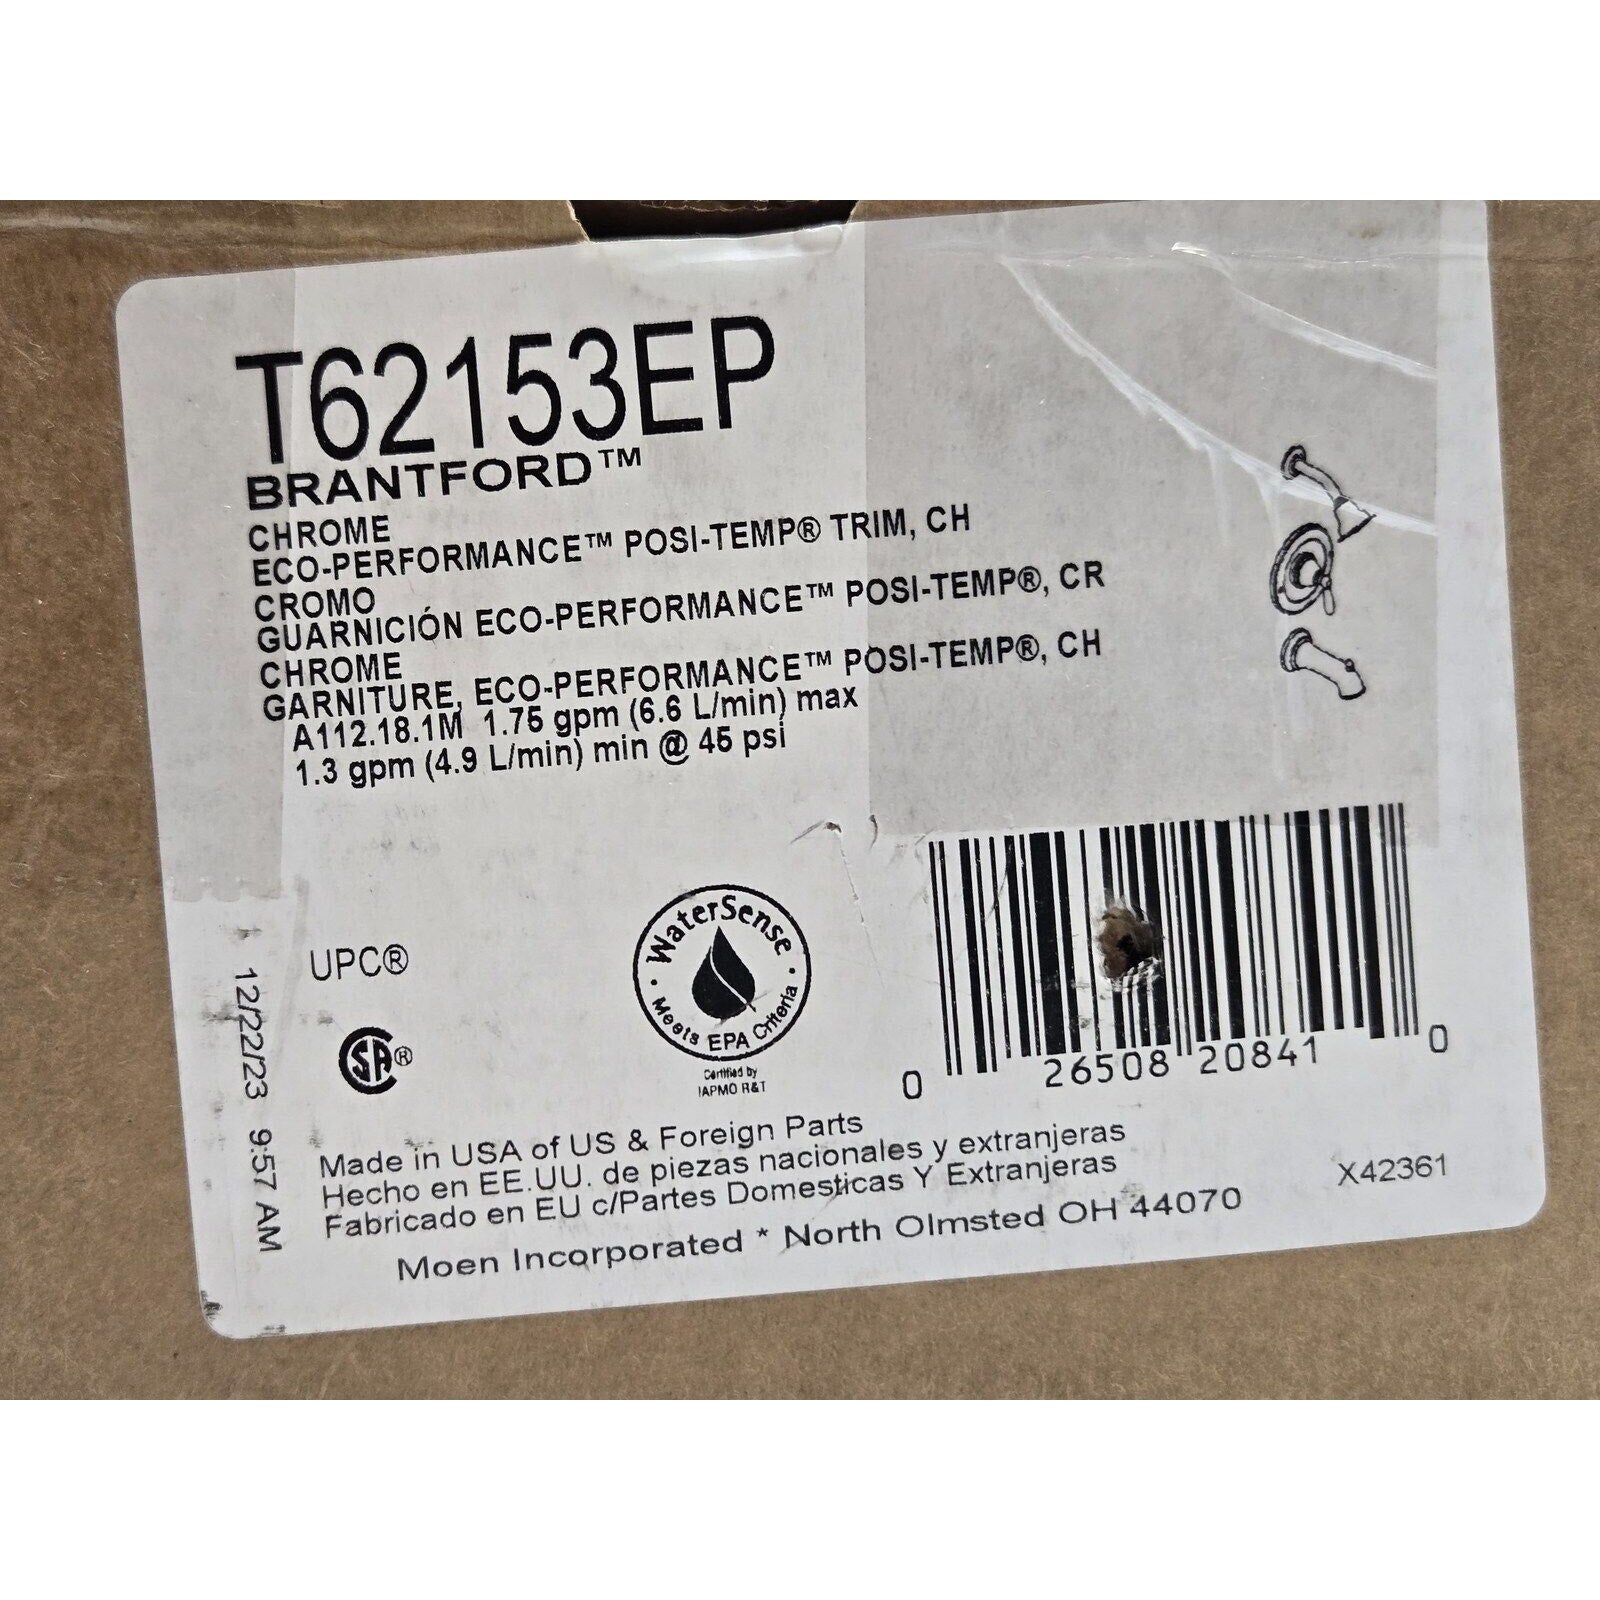 T62153EP
BRANTFORD™
CHROME
ECO-PERFORMANCE™ POSI-TEMP® TRIM, CH
CROMO
GUARNICIÓN ECO-PERFORMANCE™ POSI-TEMP®, CR
CHROME
GARNITURE, ECO-PERFORMANCE™ POSI-TEMP®, CH
A112.18.1M 1.75 gpm (6.6 L/min) max
1.3 gpm (4.9 L/min) min @ 45 psi
UPC®
SA®
WaterSense
Meets EPA Criteria
Certified by
IAPMO R&T
0 26508 20841 0
12/22/23 9:57 AM
Made in USA of US & Foreign Parts
Hecho en EE.UU. de piezas nacionales y extranjeras
Fabricado en EU c/Partes Domesticas Y Extranjeras
X42361
Moen Incorporated * North Olmsted OH 44070